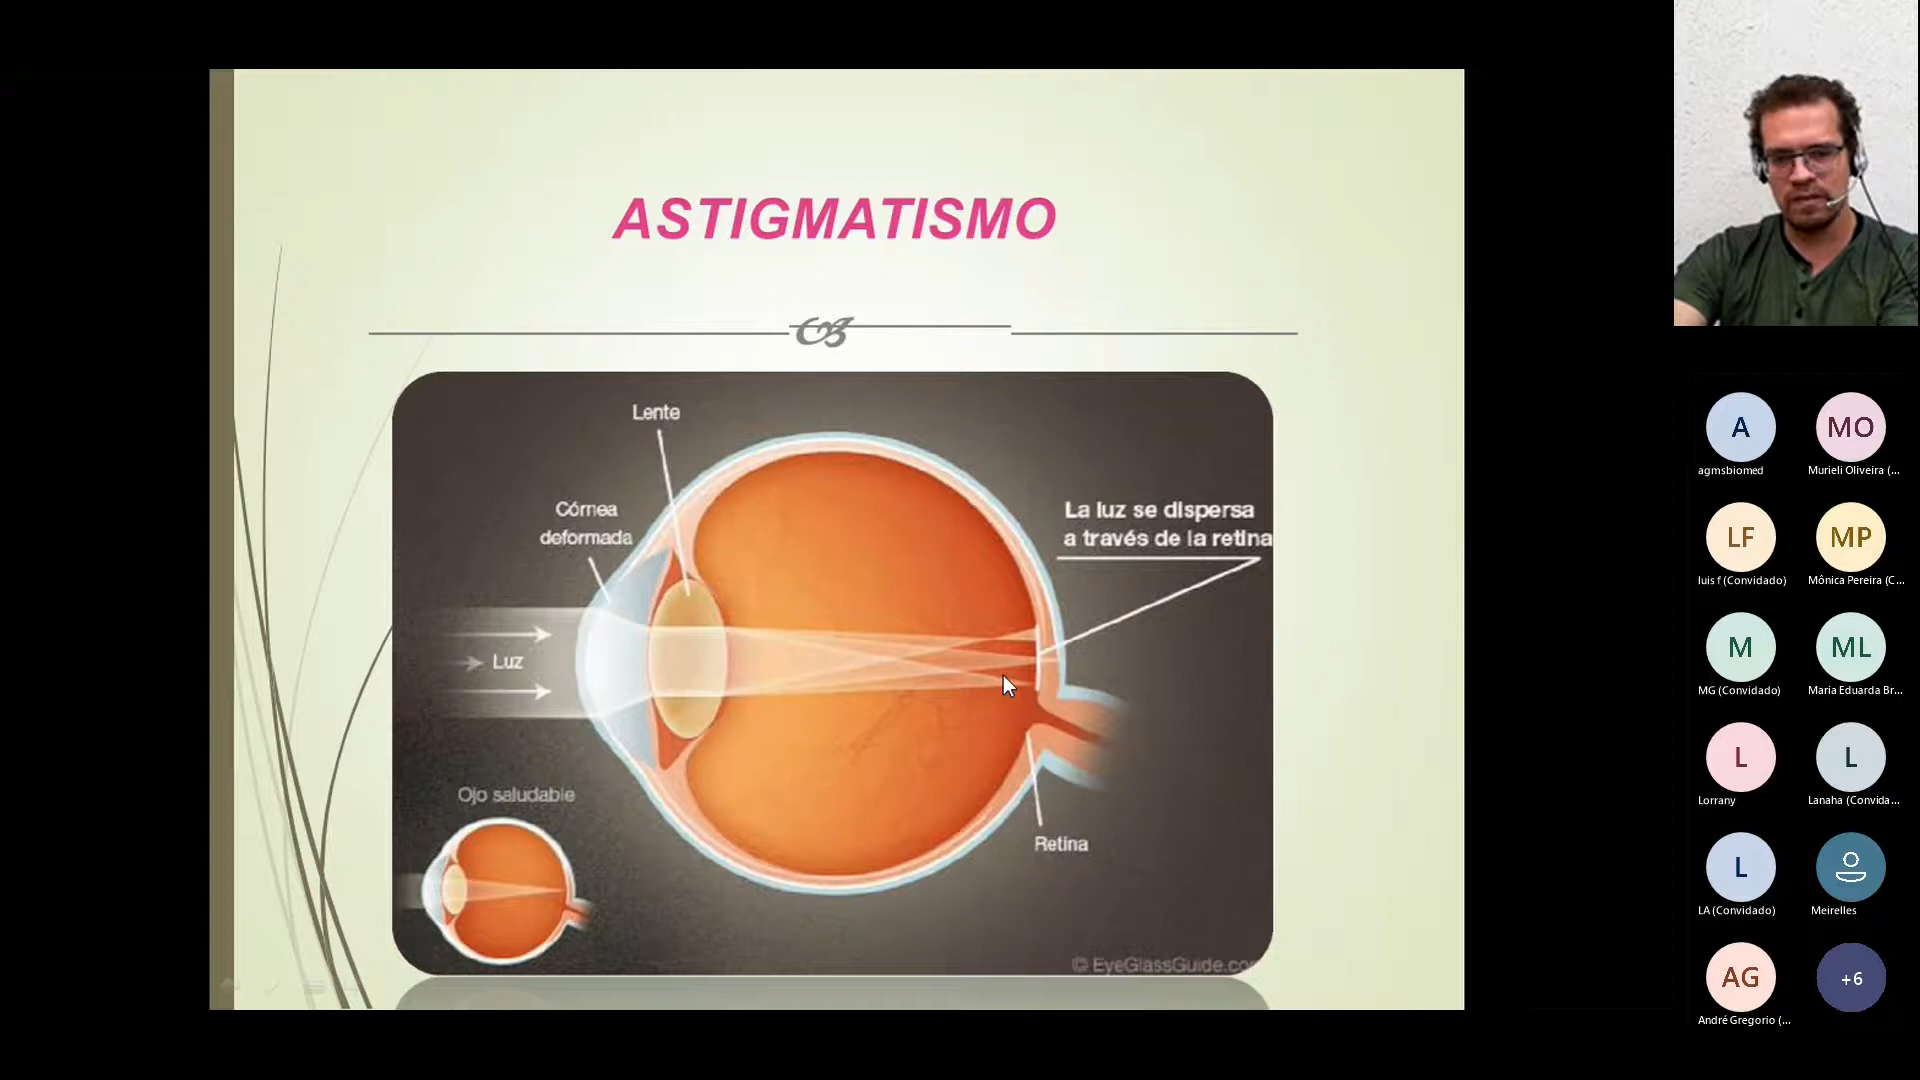 ASTIGMATISMO
Lente
Córnea
deformada
La luz se dispersa
a través de la retina
Luz
Ojo saludable
Retina
© EyeGlassGuide.co
A
agmsbiomed
MO
Murieli Oliveira (...
LF
luis f (Convidado)
MP
Mônica Pereira (C...
M
MG (Convidado)
ML
Maria Eduarda Br...
L
Lorrany
L
Lanaha (Convida...
L
LA (Convidado)
Meirelles
AG
André Gregorio (...
+6